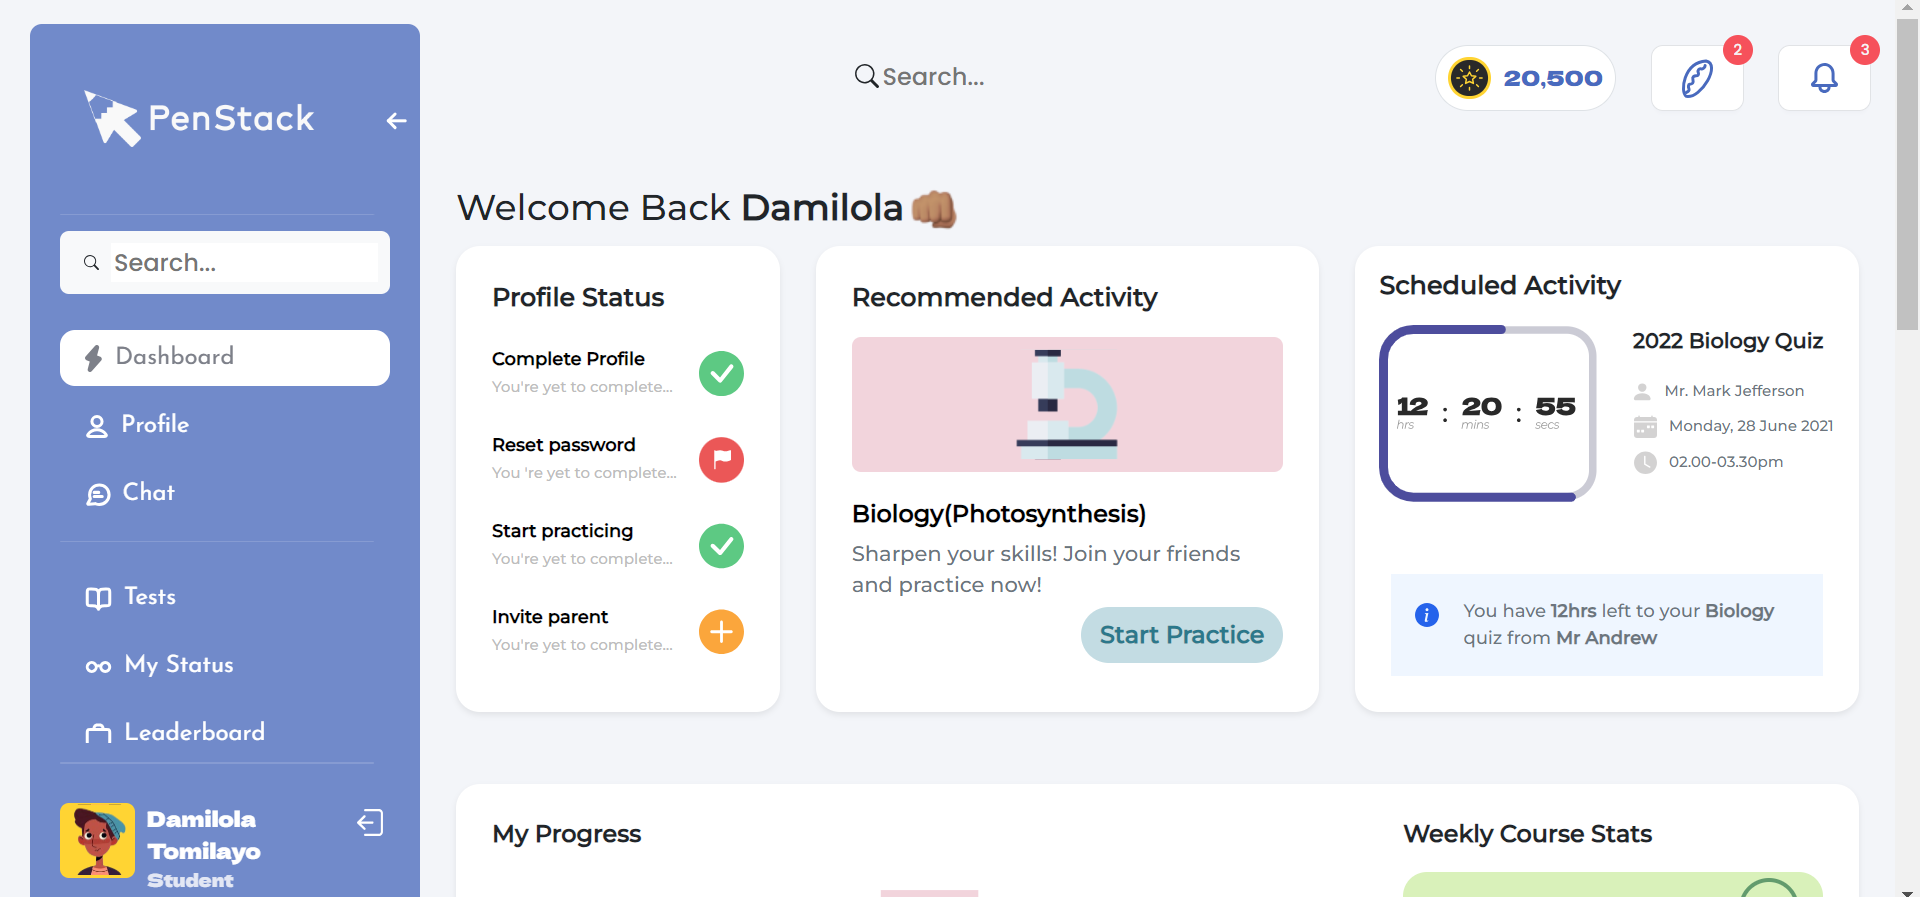 PenStack
Search...
Dashboard
Profile
Chat
Tests
My Status
Leaderboard
Damilola
Tomilayo
Student
Search...
20,500
2
3
Welcome Back Damilola
Profile Status
Complete Profile
You're yet to complete...
Reset password
You 're yet to complete...
Start practicing
You're yet to complete...
Invite parent
You're yet to complete...
Recommended Activity
Biology(Photosynthesis)
Sharpen your skills! Join your friends
and practice now!
Start Practice
Scheduled Activity
12 : 20 : 55
hrs mins secs
2022 Biology Quiz
Mr. Mark Jefferson
Monday, 28 June 2021
02.00-03.30pm
You have 12hrs left to your Biology
quiz from Mr Andrew
My Progress
Weekly Course Stats